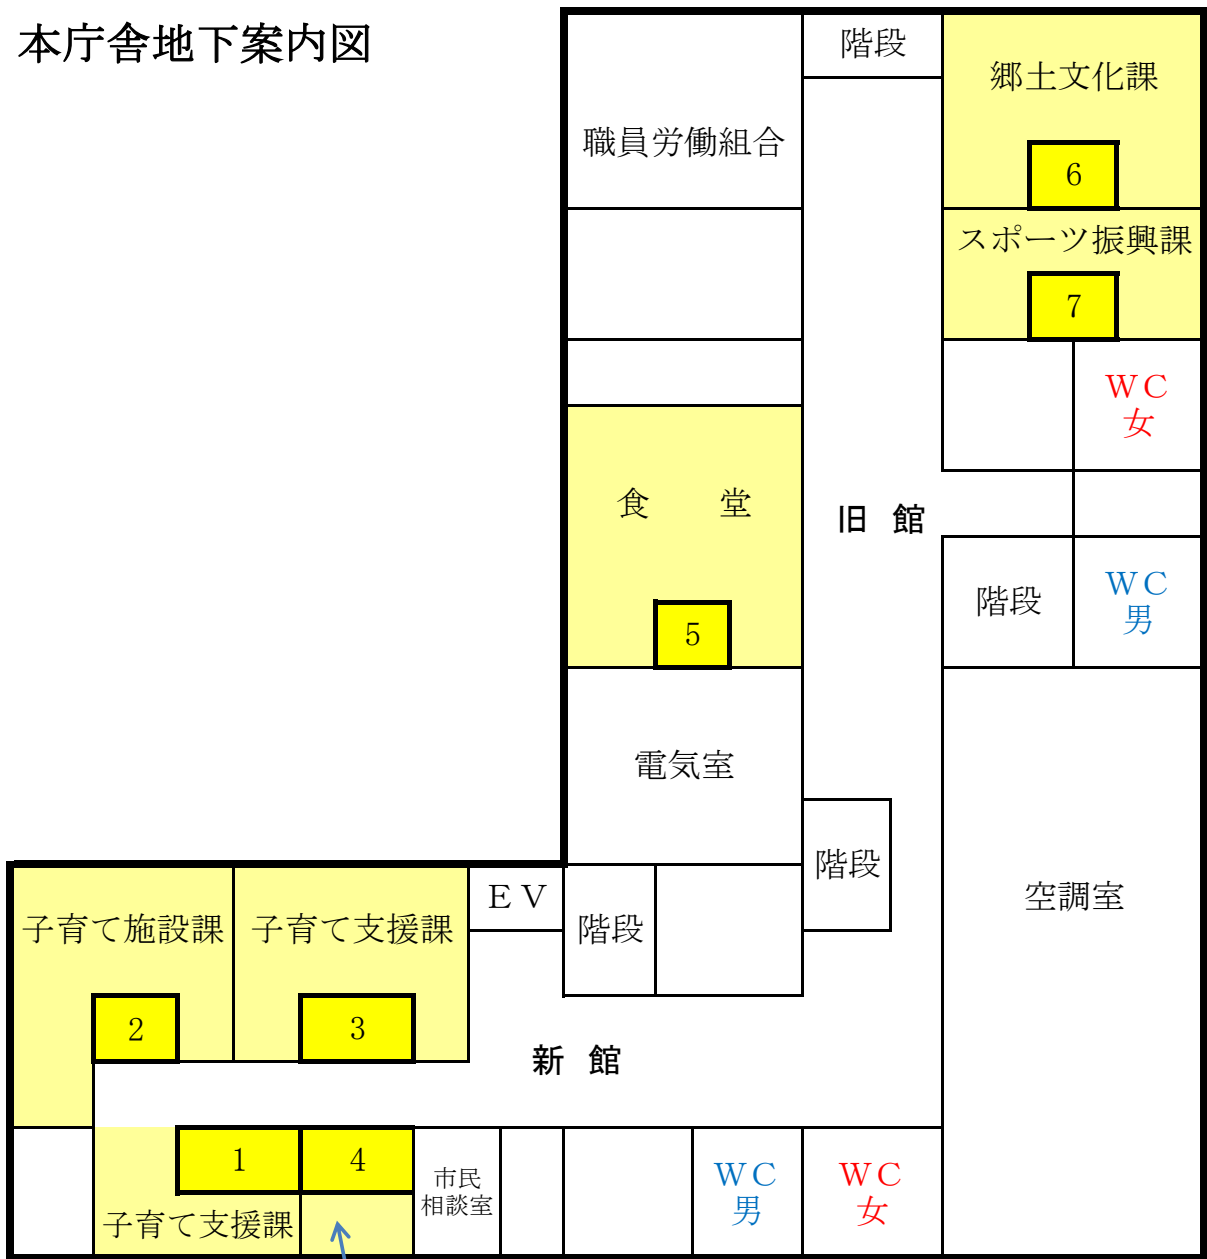 本庁舎地下案内図
階段
郷土文化課
職員労働組合
6
スポーツ振興課
7
WC
女
食 堂
旧 館
階段
WC
男
5
電気室
階段
空調室
EV
子育て施設課
子育て支援課
階段
2
3
新 館
1
4
市民
相談室
WC
男
WC
女
子育て支援課